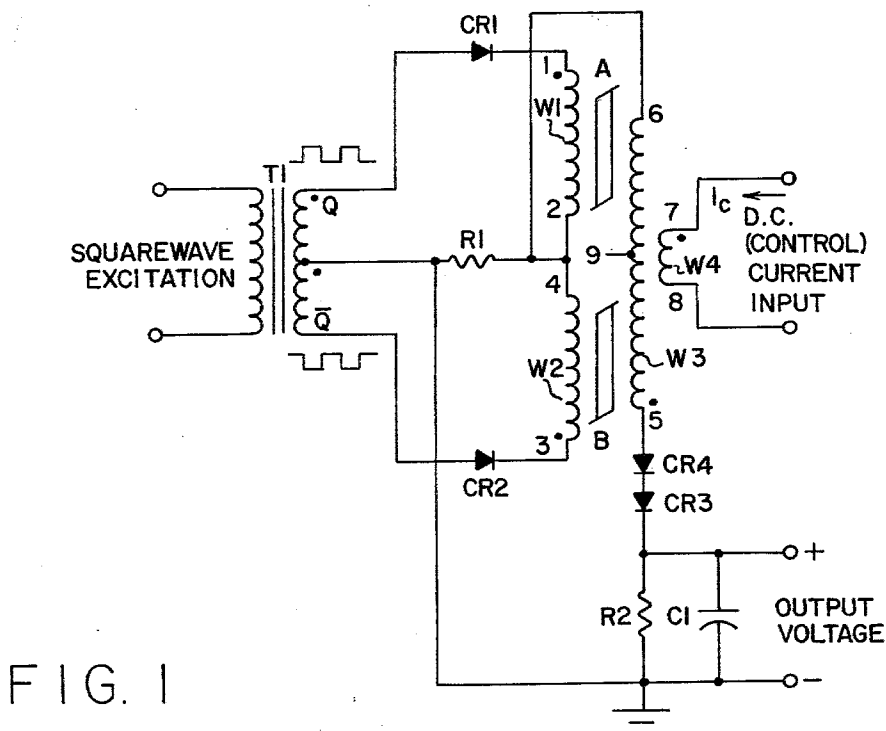 CR1
1
A
W1
6
T1
Q
2
7
Ic
D.C.
(CONTROL)
CURRENT
INPUT
SQUAREWAVE
EXCITATION
R1
9
W4
4
8
Q̅
W2
W3
3
B
5
CR2
CR4
CR3
+
R2
C1
OUTPUT
VOLTAGE
−
FIG. 1